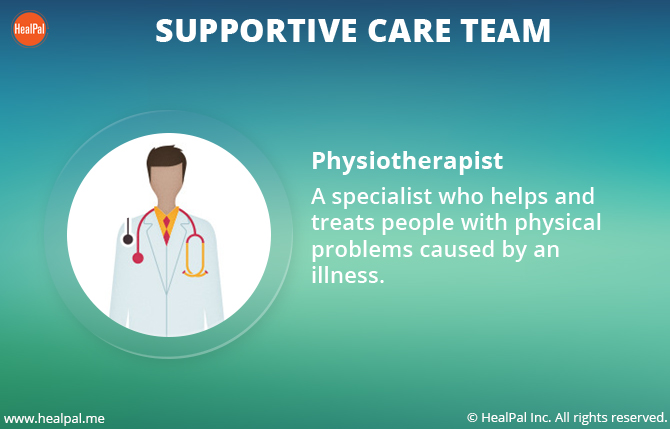 HealPal
SUPPORTIVE CARE TEAM
Physiotherapist
A specialist who helps and
treats people with physical
problems caused by an
illness.
www.healpal.me
© HealPal Inc. All rights reserved.